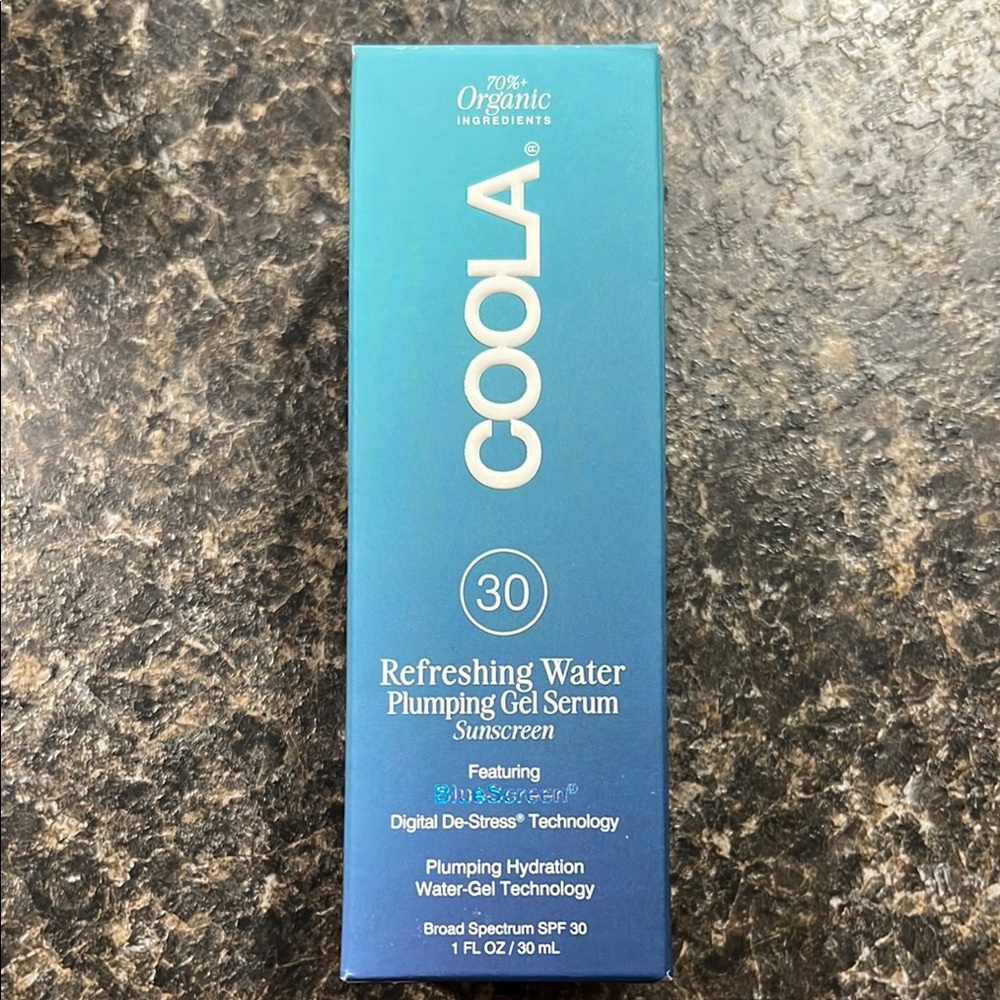 70%+
Organic
INGREDIENTS
COOLA®
30
Refreshing Water
Plumping Gel Serum
Sunscreen
Featuring
BlueScreen®
Digital De-Stress® Technology
Plumping Hydration
Water-Gel Technology
Broad Spectrum SPF 30
1 FL OZ / 30 mL